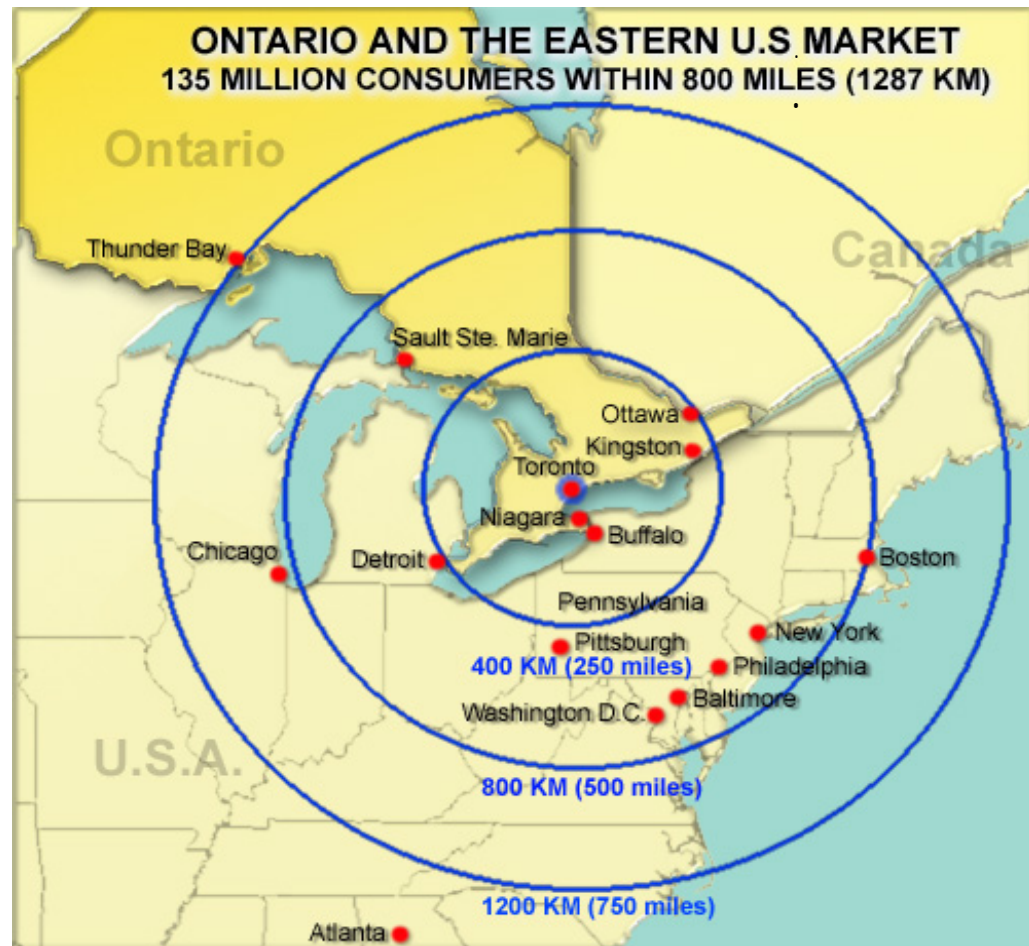 ONTARIO AND THE EASTERN U.S MARKET
135 MILLION CONSUMERS WITHIN 800 MILES (1287 KM)
Ontario
Canada
Thunder Bay
Sault Ste. Marie
Ottawa
Kingston
Toronto
Niagara
Buffalo
Chicago
Detroit
Boston
Pennsylvania
New York
Pittsburgh
400 KM (250 miles)
Philadelphia
Baltimore
Washington D.C.
U.S.A.
800 KM (500 miles)
1200 KM (750 miles)
Atlanta